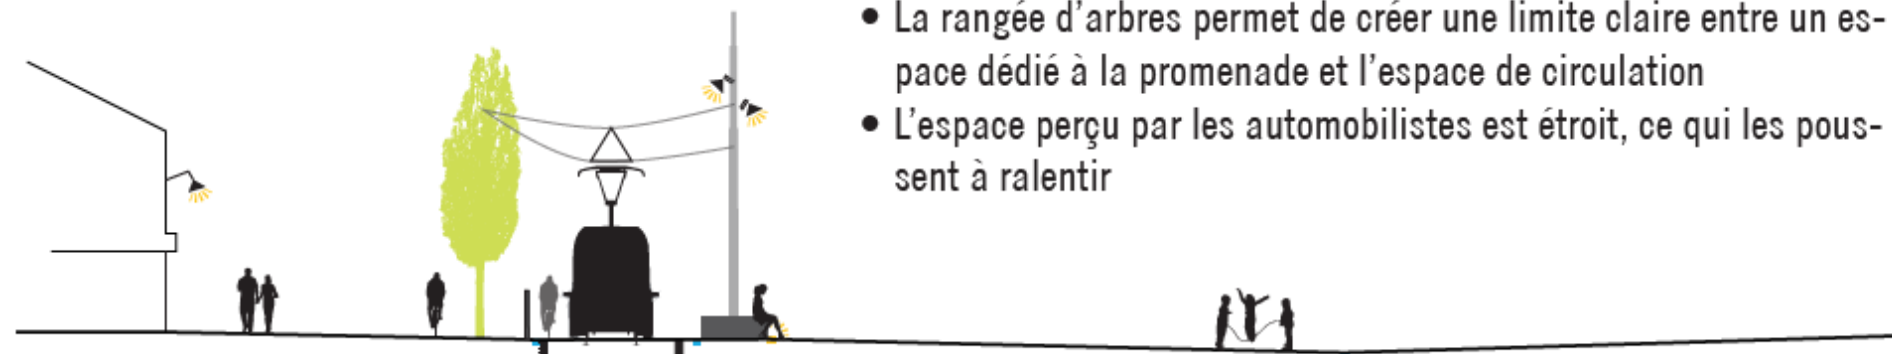 • La rangée d'arbres permet de créer une limite claire entre un es-
pace dédié à la promenade et l'espace de circulation
• L'espace perçu par les automobilistes est étroit, ce qui les pous-
sent à ralentir